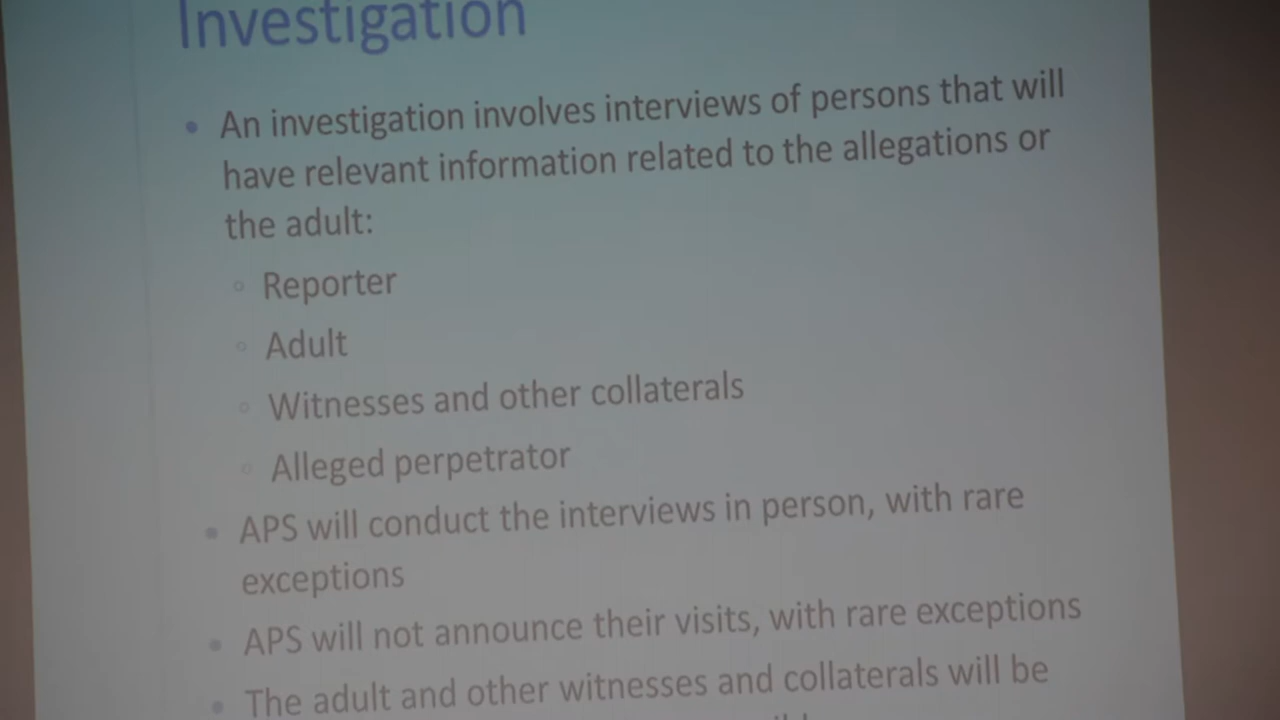 Investigation
• An investigation involves interviews of persons that will
have relevant information related to the allegations or
the adult:
◦ Reporter
◦ Adult
◦ Witnesses and other collaterals
◦ Alleged perpetrator
• APS will conduct the interviews in person, with rare
exceptions
• APS will not announce their visits, with rare exceptions
• The adult and other witnesses and collaterals will be